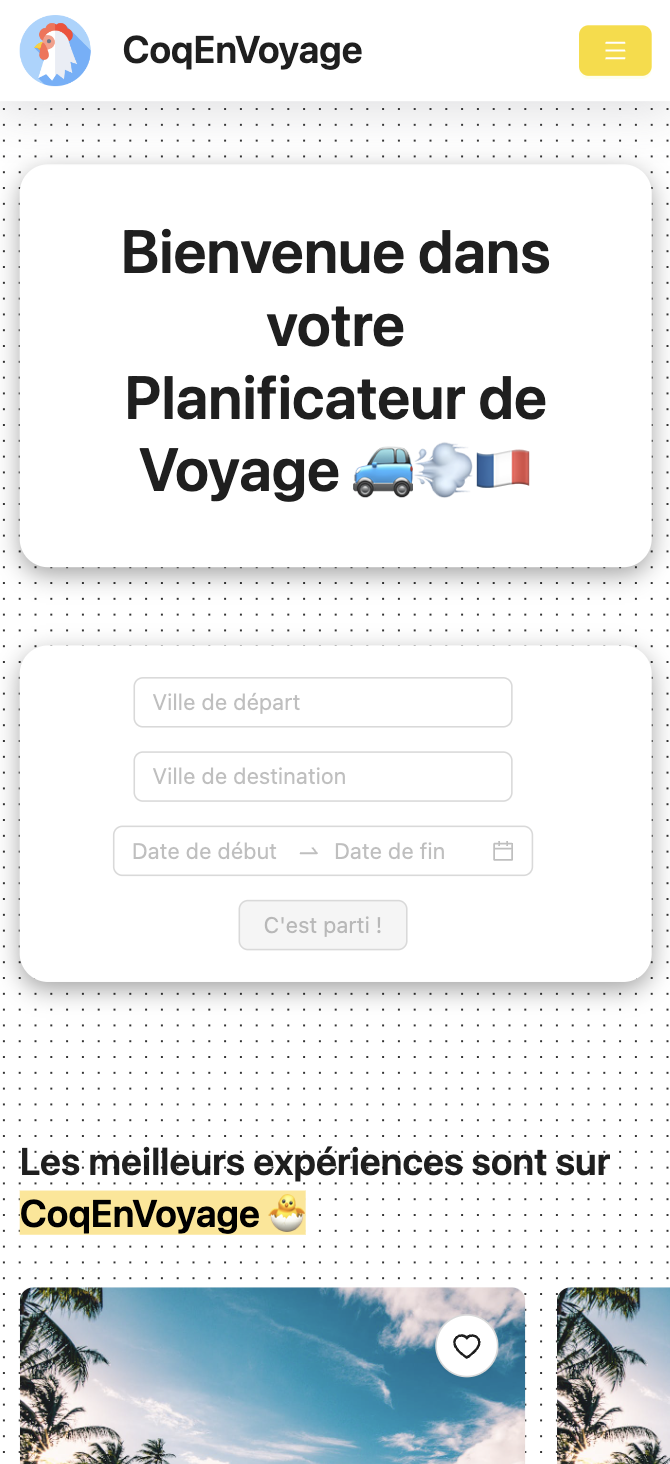 CoqEnVoyage
Bienvenue dans
votre
Planificateur de
Voyage 🚙💨🇫🇷
Ville de départ
Ville de destination
Date de début → Date de fin
C'est parti !
Les meilleurs expériences sont sur
CoqEnVoyage 🐣